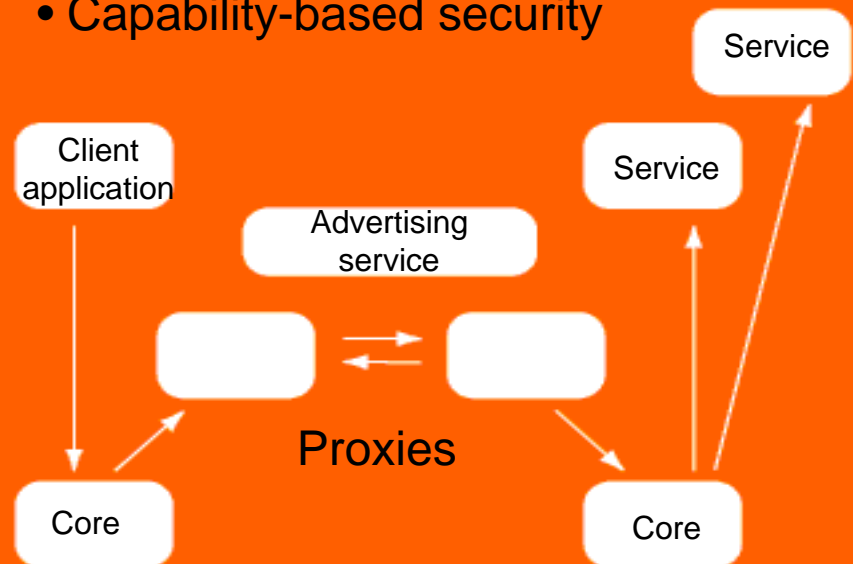 • Capability-based security
Service
Client
application
Service
Advertising
service
Proxies
Core
Core